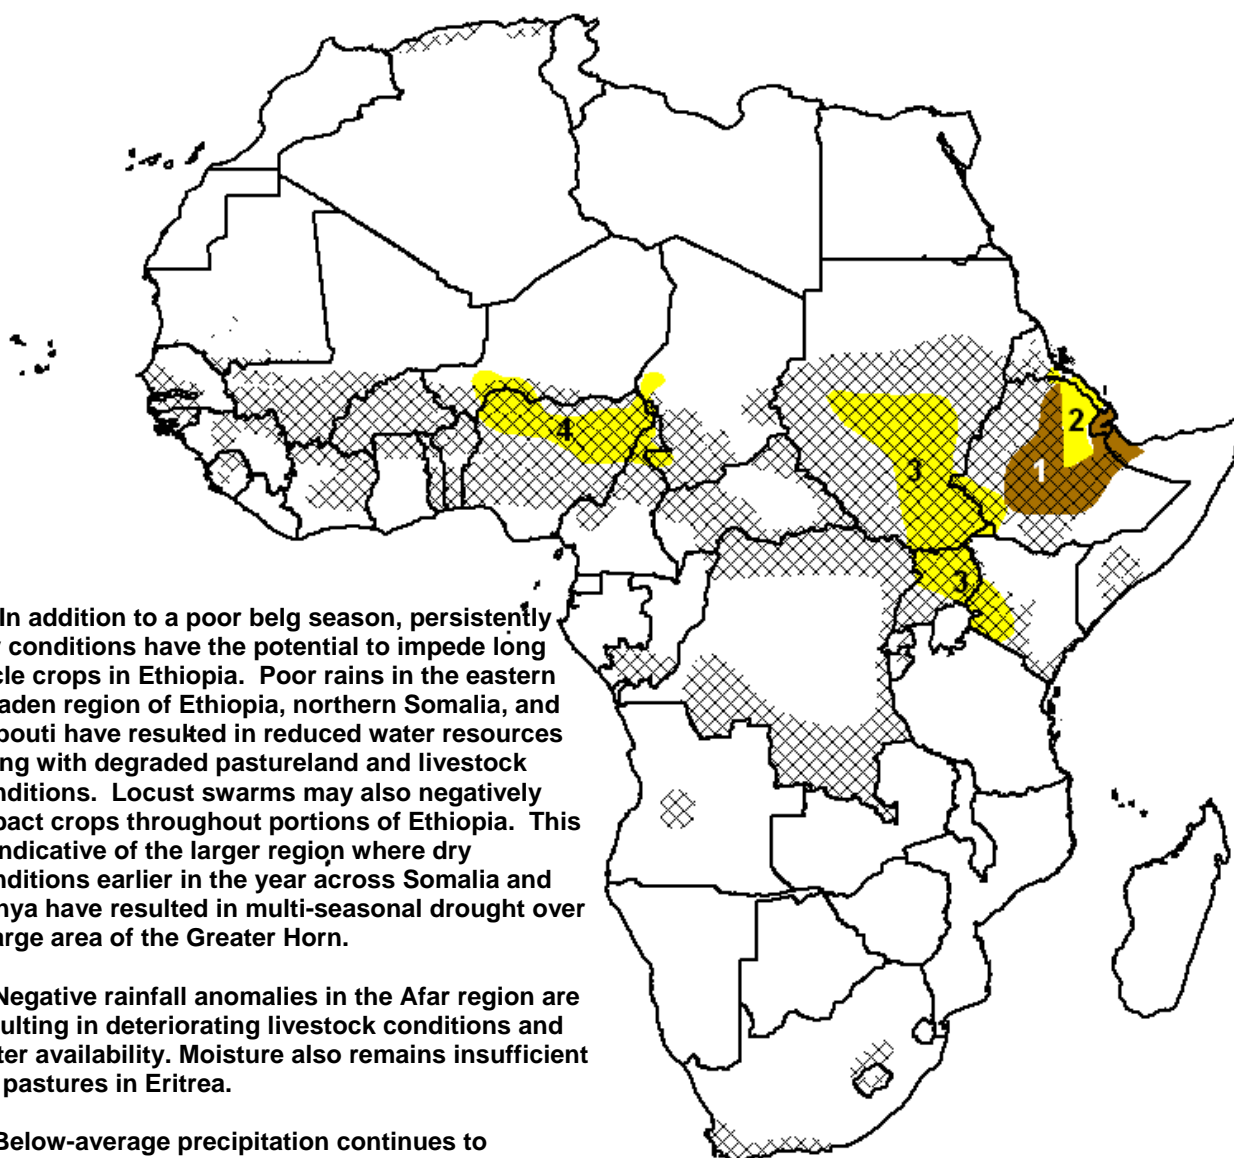 2
4
3
1
3
In addition to a poor belg season, persistently
conditions have the potential to impede long
cle crops in Ethiopia. Poor rains in the eastern
aden region of Ethiopia, northern Somalia, and
bouti have resulted in reduced water resources
ng with degraded pastureland and livestock
nditions. Locust swarms may also negatively
pact crops throughout portions of Ethiopia. This
ndicative of the larger region where dry
nditions earlier in the year across Somalia and
nya have resulted in multi-seasonal drought over
arge area of the Greater Horn.
Negative rainfall anomalies in the Afar region are
ulting in deteriorating livestock conditions and
ter availability. Moisture also remains insufficient
pastures in Eritrea.
Below-average precipitation continues to